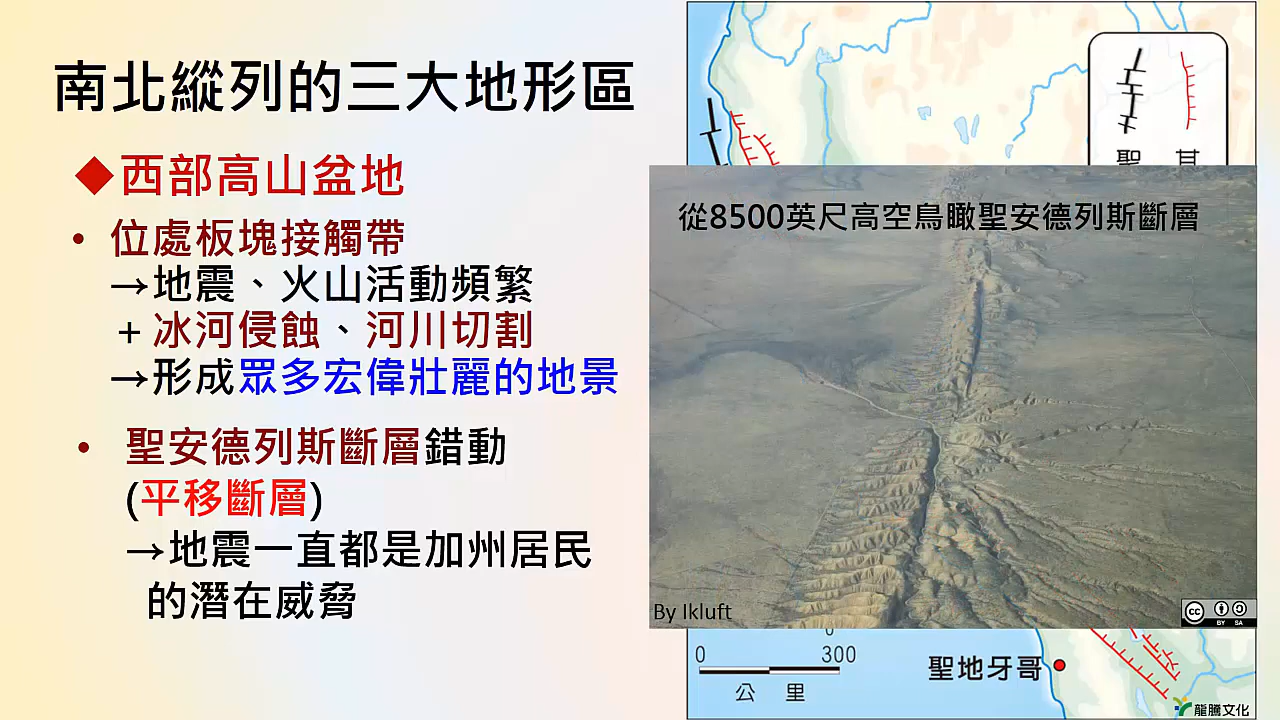 南北縱列的三大地形區
◆西部高山盆地
• 位處板塊接觸帶
→地震、火山活動頻繁
+冰河侵蝕、河川切割
→形成眾多宏偉壯麗的地景
• 聖安德列斯斷層錯動
(平移斷層)
→地震一直都是加州居民
的潛在威脅
聖 其
從8500英尺高空鳥瞰聖安德列斯斷層
By Ikluft
cc BY SA
0 300
公里
聖地牙哥
龍騰文化